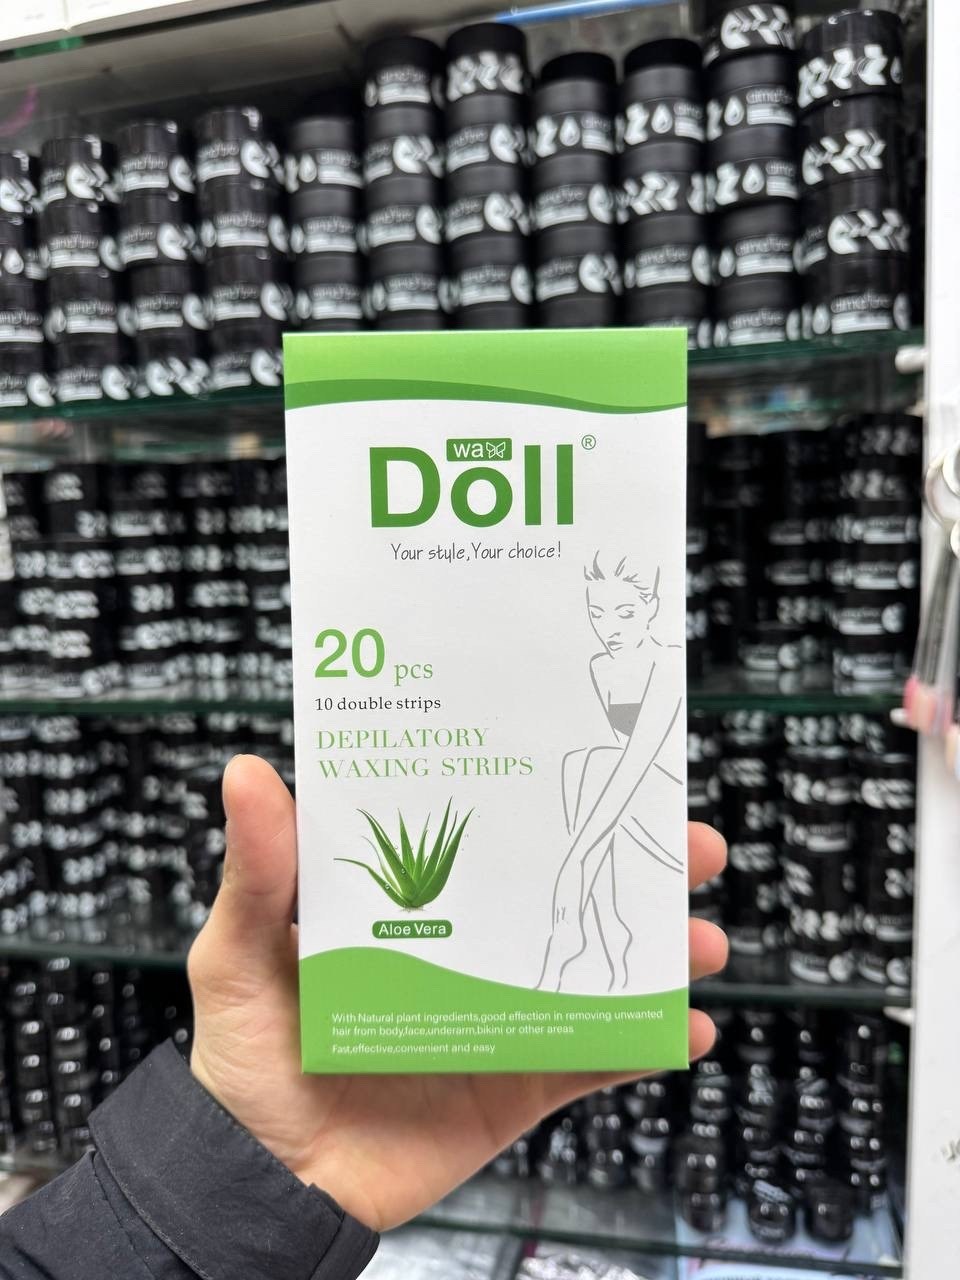 wax
Doll®
Your style,Your choice!
20 pcs
10 double strips
DEPILATORY
WAXING STRIPS
Aloe Vera
With Natural plant ingredients,good effection in removing unwanted
hair from body,face,underarm,bikini or other areas
Fast,effective,convenient and easy